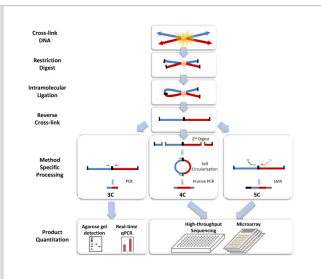 Cross-link
DNA
Restriction
Digest
Intramolecular
Ligation
Reverse
Cross-link
2nd Digest
Method
Specific
Processing
Self
Circularisation
PCR
Inverse PCR
LMA
3C
4C
5C
Product
Quantitation
Agarose gel
detection
Real-time
qPCR
High-throughput
Sequencing
Microarray